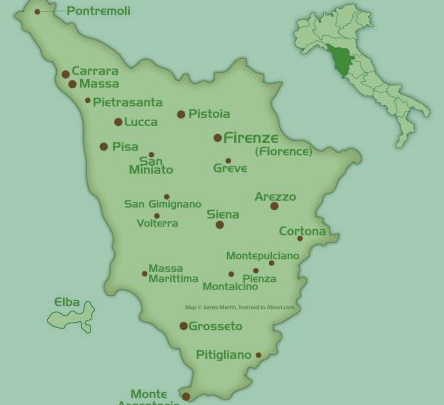 Pontremoli
Carrara
Massa
Pietrasanta
Pistoia
Lucca
Firenze
(Florence)
Pisa
San
Miniato
Greve
San Gimignano
Arezzo
Volterra
Siena
Cortona
Montepulciano
Massa
Marittima
Pienza
Montalcino
Elba
Map © James Martin, licensed to About.com
Grosseto
Pitigliano
Monte